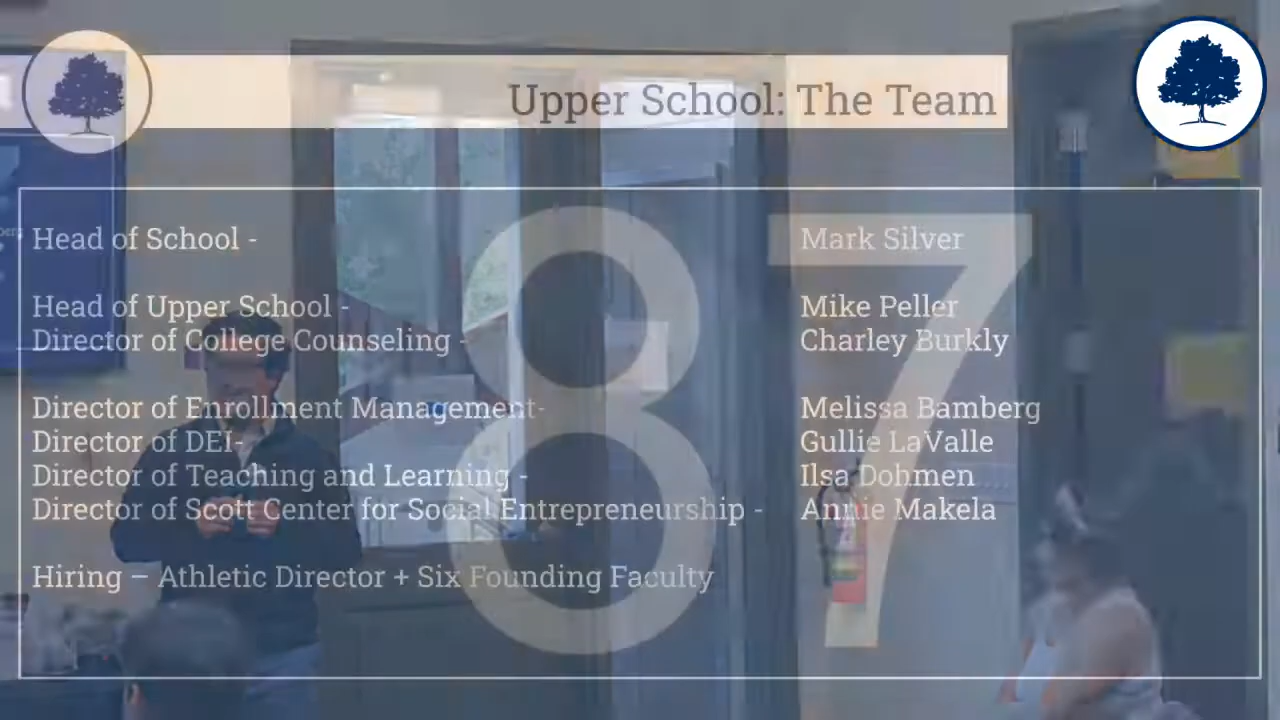 Upper School: The Team
Head of School - Mark Silver
Head of Upper School - Mike Peller
Director of College Counseling - Charley Burkly
Director of Enrollment Management- Melissa Bamberg
Director of DEI- Gullie LaValle
Director of Teaching and Learning - Ilsa Dohmen
Director of Scott Center for Social Entrepreneurship - Annie Makela
Hiring – Athletic Director + Six Founding Faculty
87